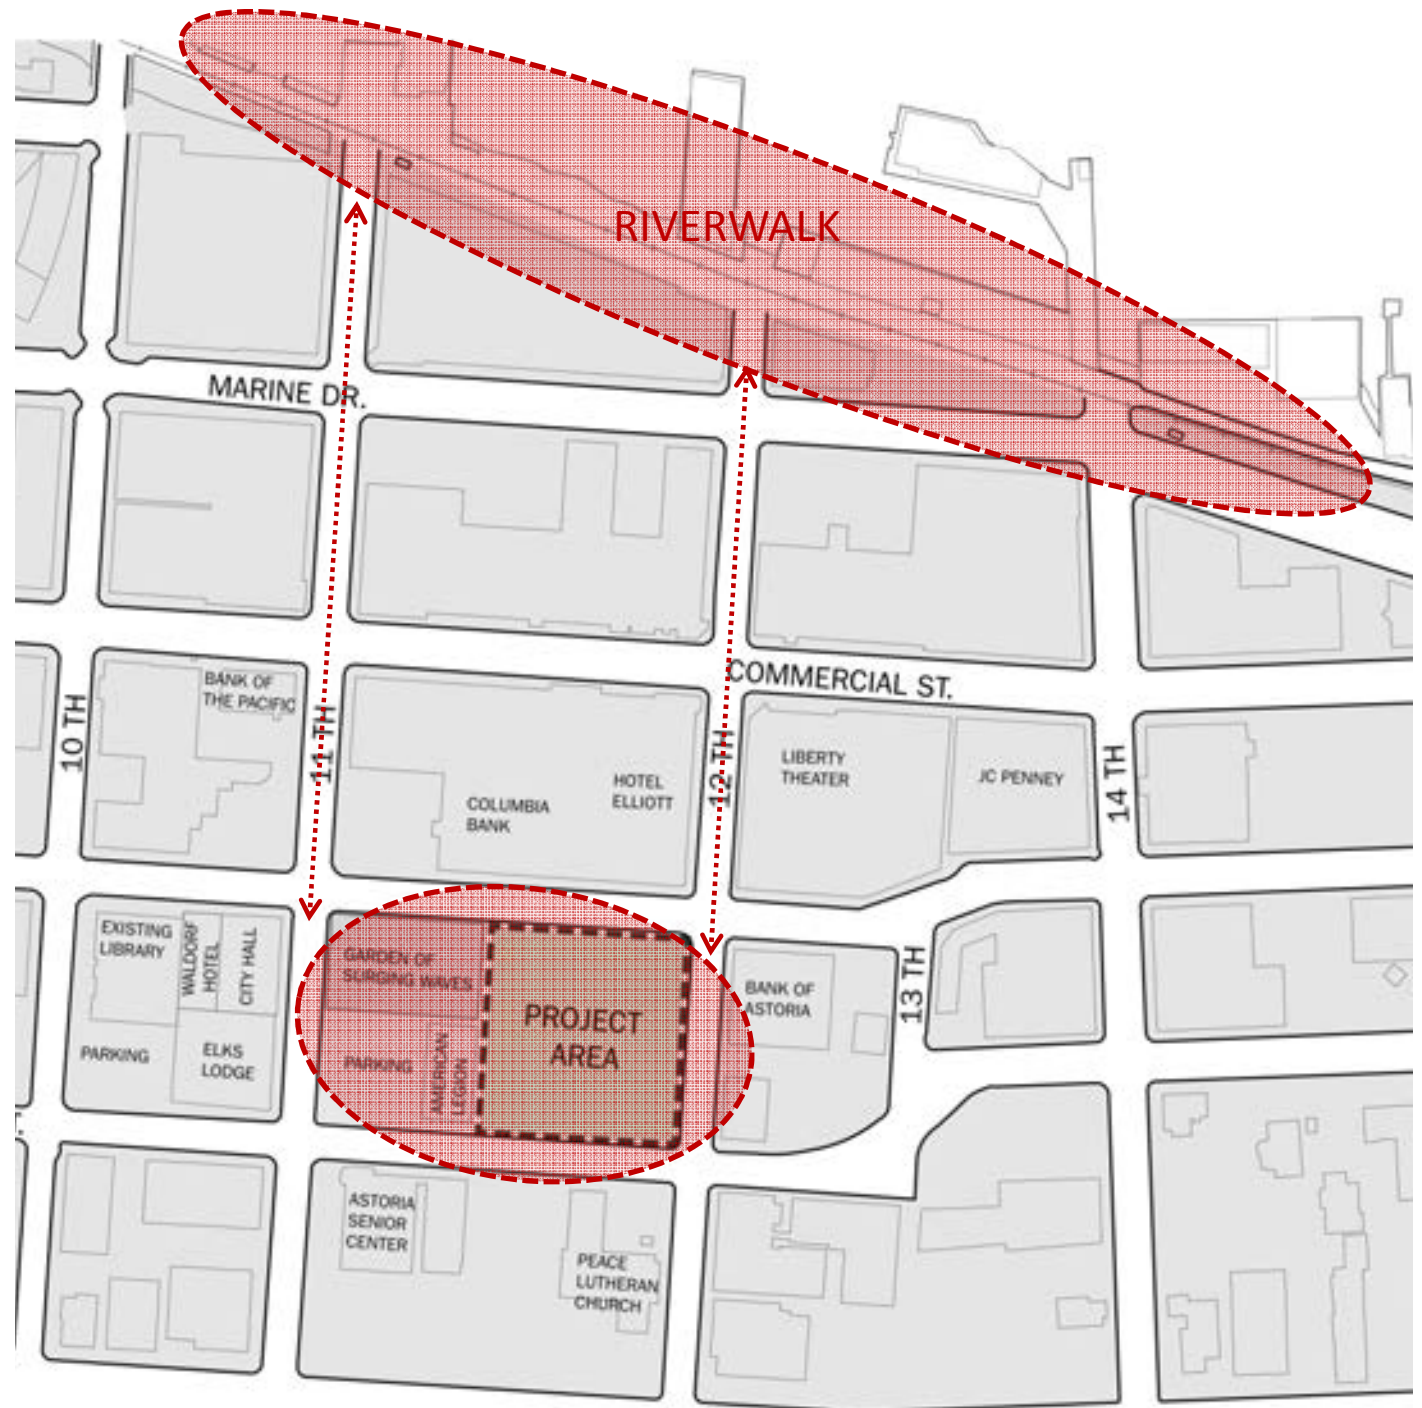 RIVERWALK
MARINE DR.
COMMERCIAL ST.
BANK OF
THE PACIFIC
10 TH
11 TH
12 TH
14 TH
LIBERTY
THEATER
JC PENNEY
HOTEL
ELLIOTT
COLUMBIA
BANK
EXISTING
LIBRARY
WALDORF
HOTEL
CITY HALL
GARDEN OF
SURGING WAVES
PROJECT
AREA
BANK OF
ASTORIA
13 TH
PARKING
ELKS
LODGE
PARKING
AMERICAN
LEGION
ASTORIA
SENIOR
CENTER
PEACE
LUTHERAN
CHURCH